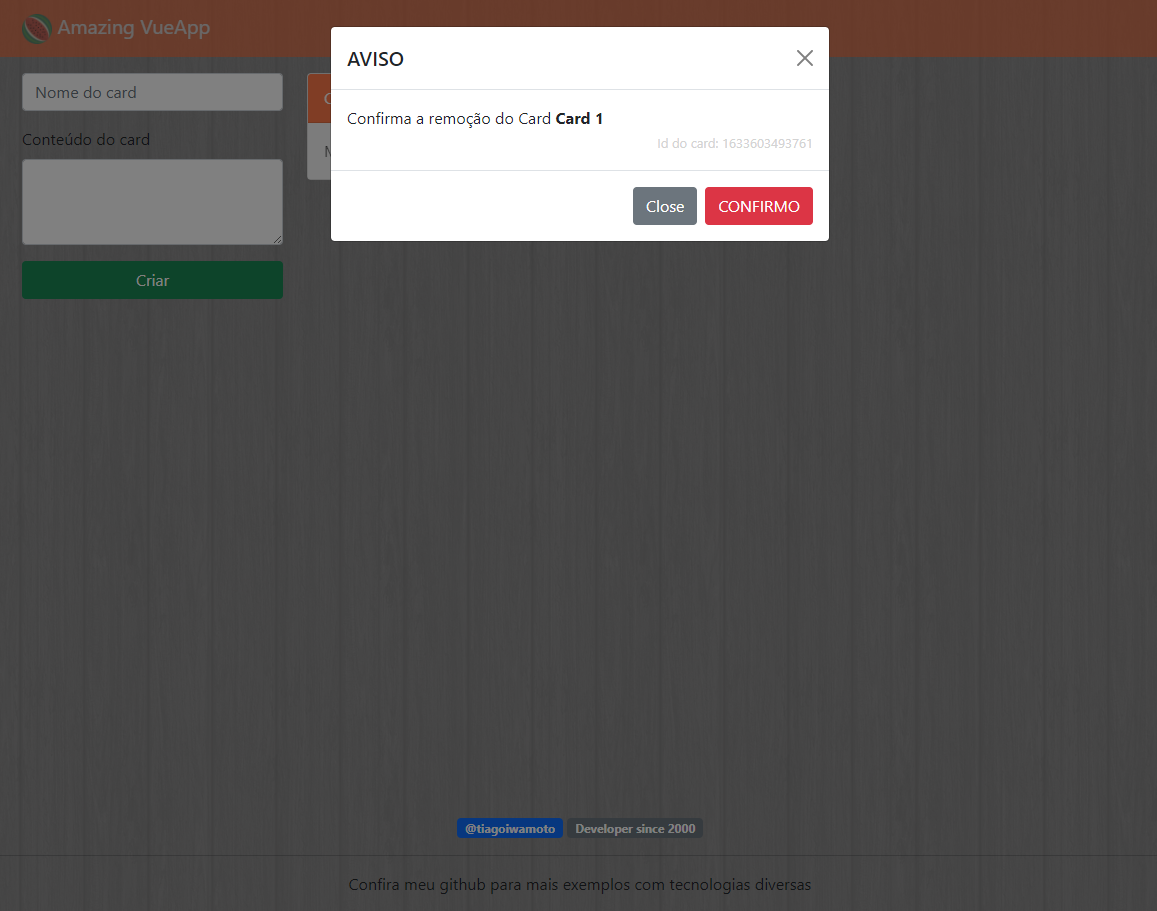 Amazing VueApp
AVISO
Confirma a remoção do Card Card 1
Id do card: 1633603493761
Close
CONFIRMO
Nome do card
Conteúdo do card
Criar
@tiagoiwamoto
Developer since 2000
Confira meu github para mais exemplos com tecnologias diversas